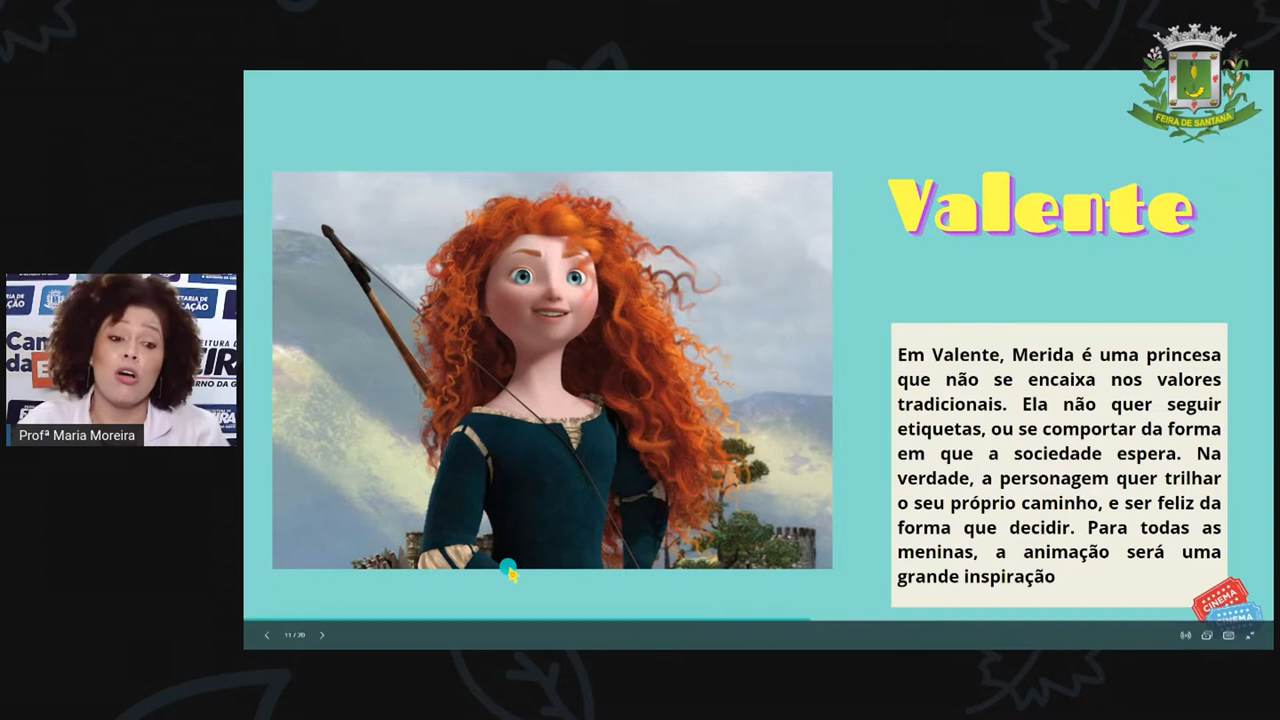 FEIRA DE SANTANA
Valente
Em Valente, Merida é uma princesa
que não se encaixa nos valores
tradicionais. Ela não quer seguir
etiquetas, ou se comportar da forma
em que a sociedade espera. Na
verdade, a personagem quer trilhar
o seu próprio caminho, e ser feliz da
forma que decidir. Para todas as
meninas, a animação será uma
grande inspiração
CINEMA
CINEMA
Profª Maria Moreira
11 / 20